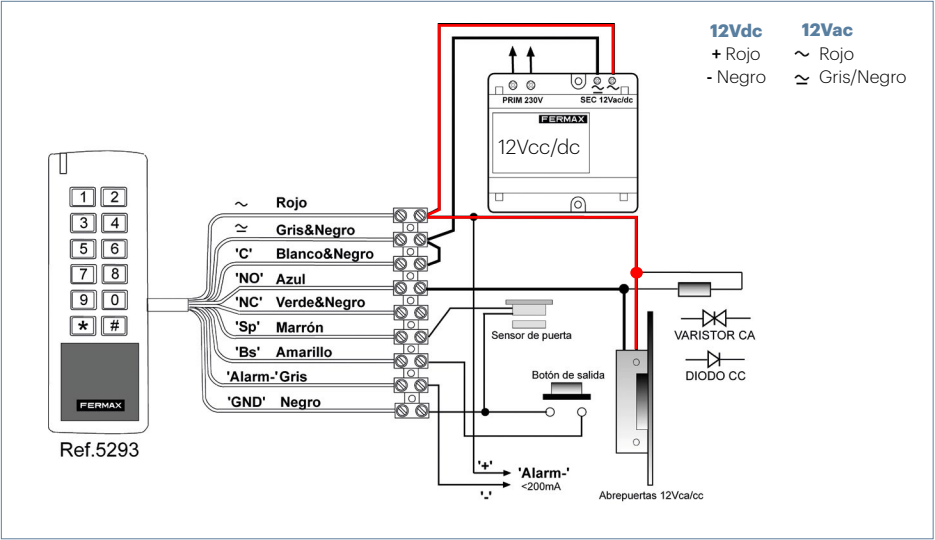 12Vdc 12Vac
+ Rojo ~ Rojo
- Negro ≃ Gris/Negro
PRIM 230V SEC 12Vac/dc
FERMAX
12Vcc/dc
1 2
3 4
5 6
7 8
9 0
* #
FERMAX
Ref.5293
~ Rojo
≃ Gris&Negro
'C' Blanco&Negro
'NO' Azul
'NC' Verde&Negro
'Sp' Marrón
'Bs' Amarillo
'Alarm-' Gris
'GND' Negro
Sensor de puerta
Botón de salida
VARISTOR CA
DIODO CC
'+' 'Alarm-'
<200mA
'-'
Abrepuertas 12Vca/cc